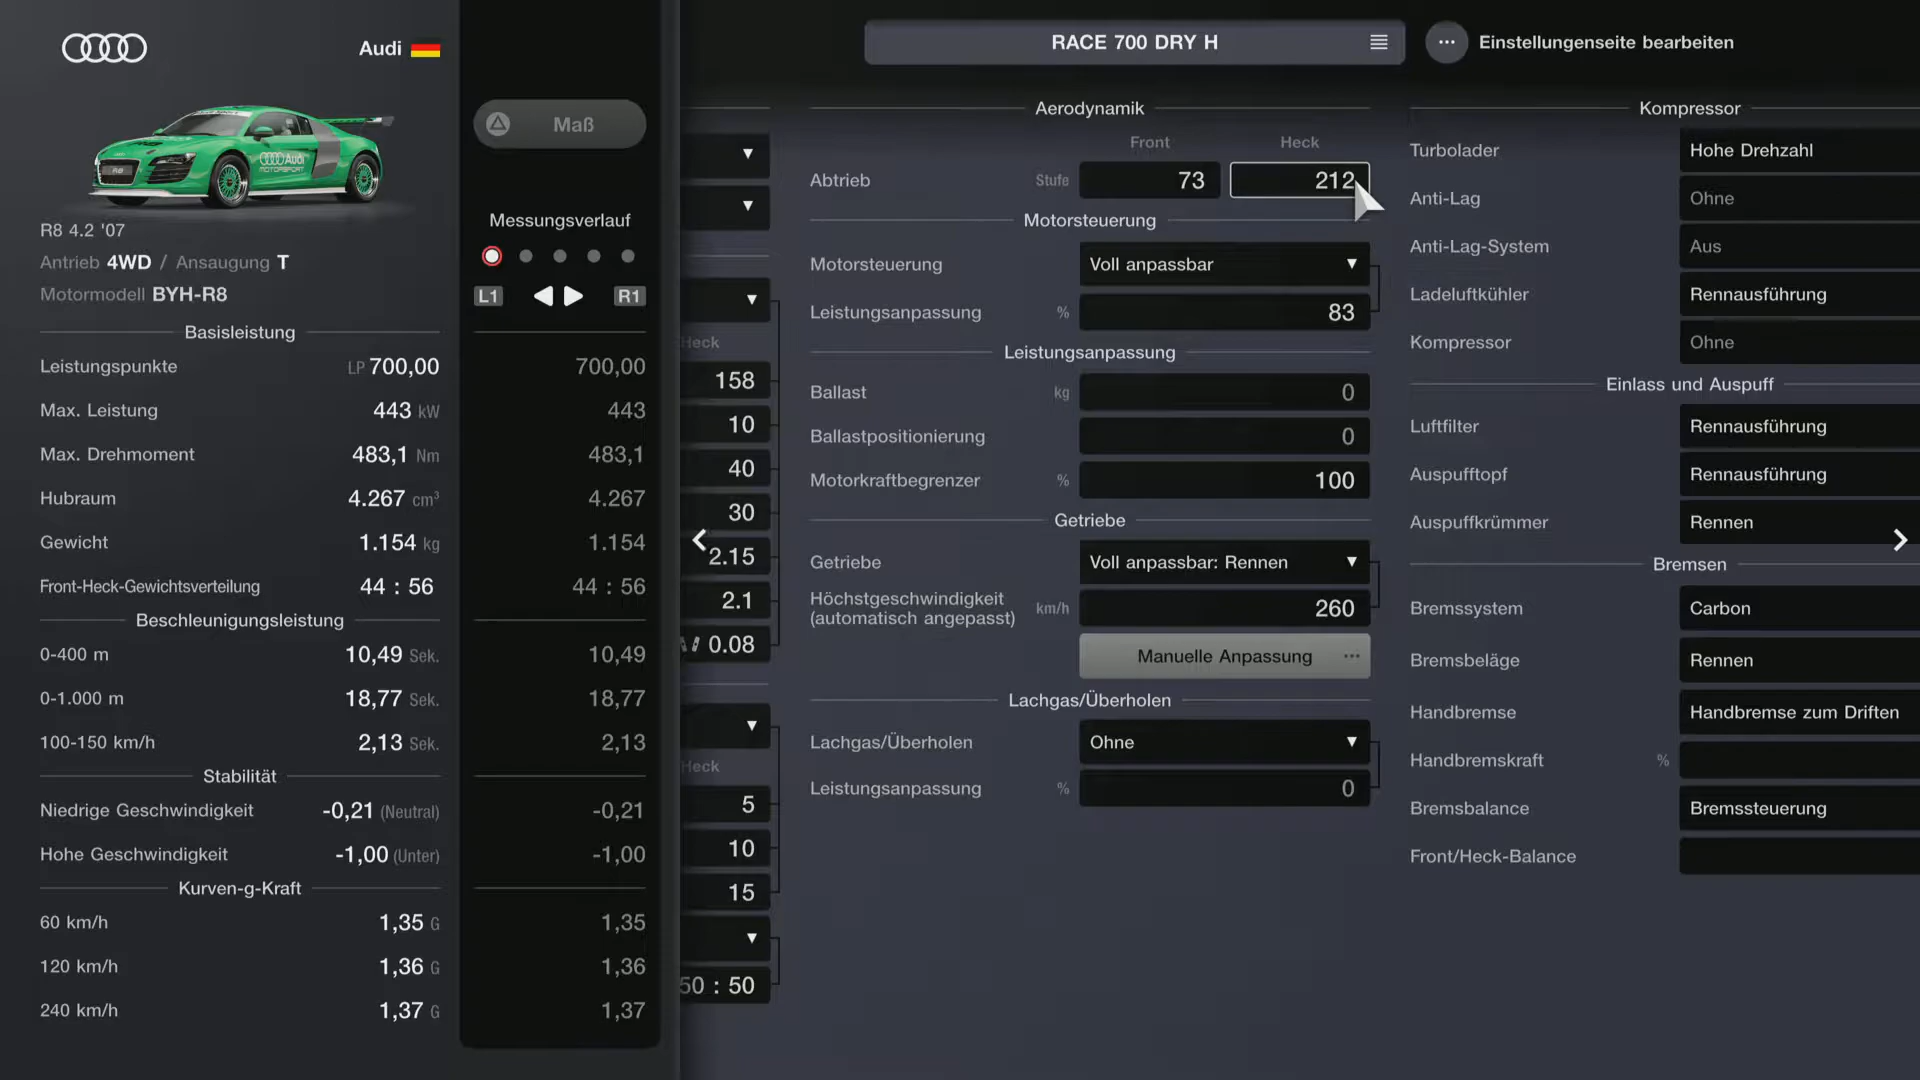 Audi
R8 4.2 '07
Antrieb 4WD / Ansaugung T
Motormodell BYH-R8
Basisleistung
Leistungspunkte LP 700,00
Max. Leistung 443 kW
Max. Drehmoment 483,1 Nm
Hubraum 4.267 cm³
Gewicht 1.154 kg
Front-Heck-Gewichtsverteilung 44 : 56
Beschleunigungsleistung
0-400 m 10,49 Sek.
0-1.000 m 18,77 Sek.
100-150 km/h 2,13 Sek.
Stabilität
Niedrige Geschwindigkeit -0,21 (Neutral)
Hohe Geschwindigkeit -1,00 (Unter)
Kurven-g-Kraft
60 km/h 1,35 G
120 km/h 1,36 G
240 km/h 1,37 G
Maß
Messungsverlauf
L1 R1
700,00
443
483,1
4.267
1.154
44 : 56
10,49
18,77
2,13
-0,21
-1,00
1,35
1,36
1,37
Heck
158
10
40
30
2.15
2.1
0.08
Heck
5
10
15
50 : 50
RACE 700 DRY H
Einstellungenseite bearbeiten
Aerodynamik
Front Heck
Abtrieb Stufe 73 212
Motorsteuerung
Motorsteuerung Voll anpassbar
Leistungsanpassung % 83
Leistungsanpassung
Ballast kg 0
Ballastpositionierung 0
Motorkraftbegrenzer % 100
Getriebe
Getriebe Voll anpassbar: Rennen
Höchstgeschwindigkeit
(automatisch angepasst) km/h 260
Manuelle Anpassung
Lachgas/Überholen
Lachgas/Überholen Ohne
Leistungsanpassung % 0
Kompressor
Turbolader Hohe Drehzahl
Anti-Lag Ohne
Anti-Lag-System Aus
Ladeluftkühler Rennausführung
Kompressor Ohne
Einlass und Auspuff
Luftfilter Rennausführung
Auspufftopf Rennausführung
Auspuffkrümmer Rennen
Bremsen
Bremssystem Carbon
Bremsbeläge Rennen
Handbremse Handbremse zum Driften
Handbremskraft %
Bremsbalance Bremssteuerung
Front/Heck-Balance